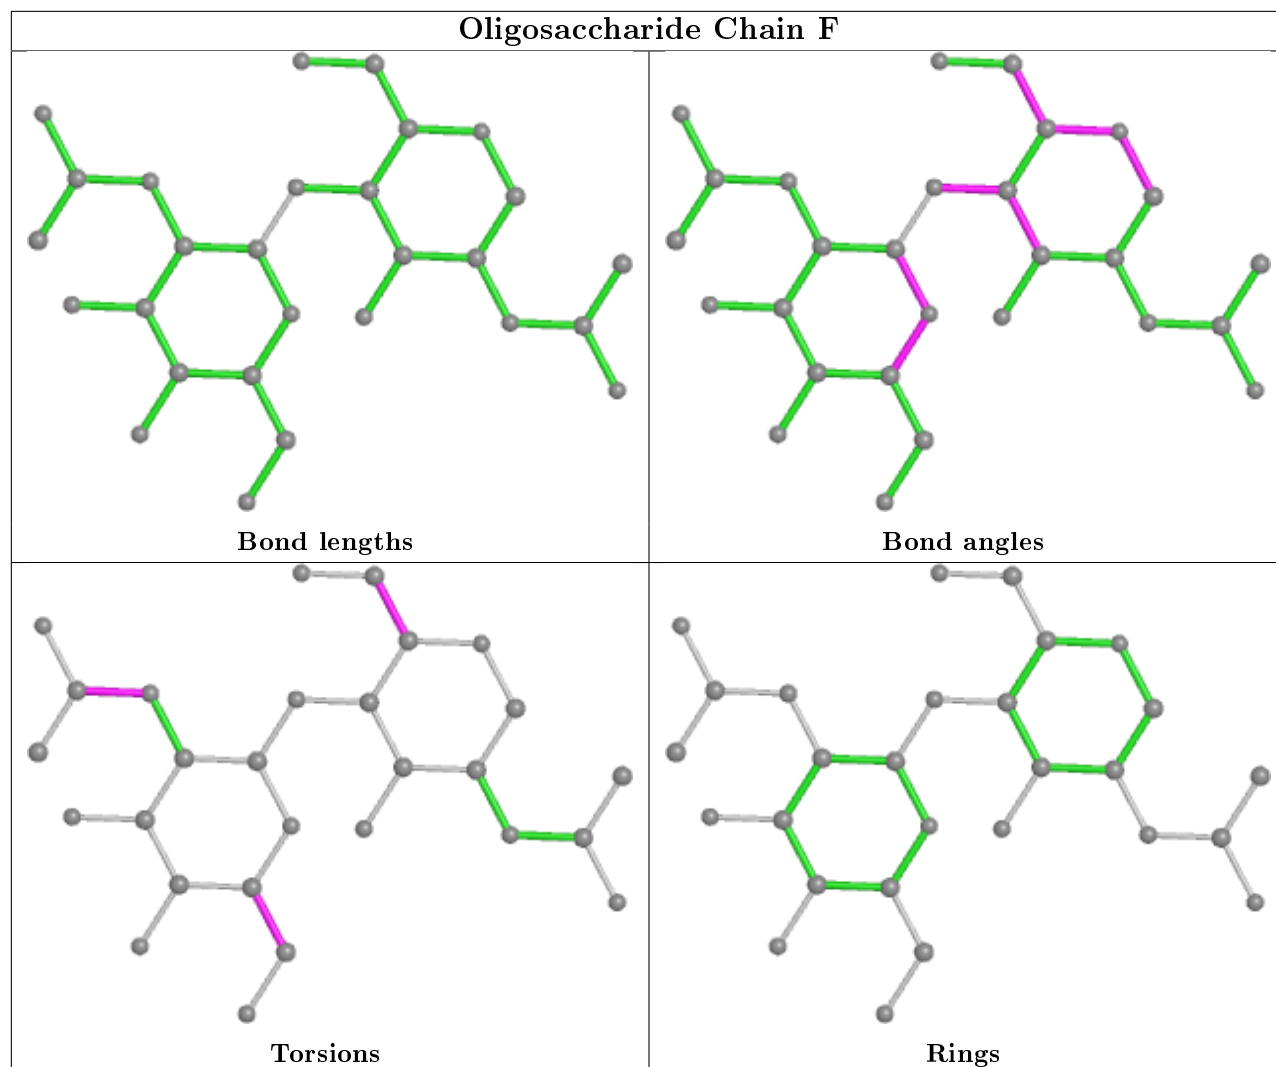 Oligosaccharide Chain F
Bond lengths
Bond angles
Torsions
Rings